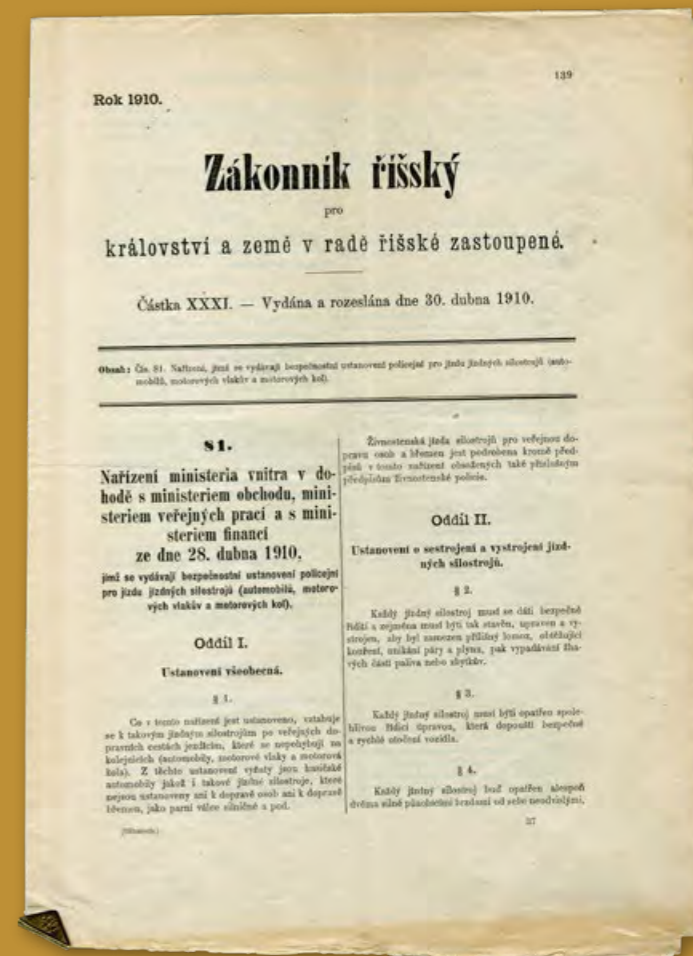 139
Rok 1910.
Zákonník říšský
pro
království a země v radě říšské zastoupené.
Částka XXXI. — Vydána a rozeslána dne 30. dubna 1910.
Obsah: Čís. 81. Nařízení, jímž se vydávají bezpečnostní ustanovení policejní pro jízdu jízdných silostrojů (auto-
mobilů, motorových vlakův a motorových kol).
81.
Nařízení ministeria vnitra v do-
hodě s ministeriem obchodu, mini-
steriem veřejných prací a s mini-
steriem financí
ze dne 28. dubna 1910,
jímž se vydávají bezpečnostní ustanovení policejní
pro jízdu jízdných silostrojů (automobilů, motoro-
vých vlakův a motorových kol).
Oddíl I.
Ustanovení všeobecná.
§ 1.
Co v tomto nařízení jest ustanoveno, vztahuje
se k takovým jízdným silostrojům po veřejných do-
pravních cestách jezdícím, které se nepohybují na
kolejnicích (automobily, motorové vlaky a motorová
kola). Z těchto ustanovení vyňaty jsou hasičské
automobily jakož i takové jízdné silostroje, které
nejsou ustanoveny ani k dopravě osob ani k dopravě
břemen, jako parní válce silničné a pod.
Živnostenská jízda silostrojů pro veřejnou do-
pravu osob a břemen jest podrobena kromě před-
pisů v tomto nařízení obsažených také příslušným
předpisům živnostenské policie.
Oddíl II.
Ustanovení o sestrojení a vystrojení jízd-
ných silostrojů.
§ 2.
Každý jízdný silostroj musí se dáti bezpečně
říditi a zejména musí býti tak stavěn, upraven a vy-
strojen, aby byl zamezen přílišný lomoz, obtěžující
kouření, unikání páry a plynu, pak vypadávání žha-
vých částí paliva nebo zbytkův.
§ 3.
Každý jízdný silostroj musí býti opatřen spole-
hlivou řídicí úpravou, která dopouští bezpečné
a rychlé otočení vozidla.
§ 4.
Každý jízdný silostroj buď opatřen alespoň
dvěma silně působícími brzdami od sebe neodvislými,
37